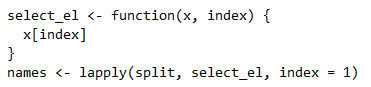 select_el <- function(x, index) {
  x[index]
}
names <- lapply(split, select_el, index = 1)